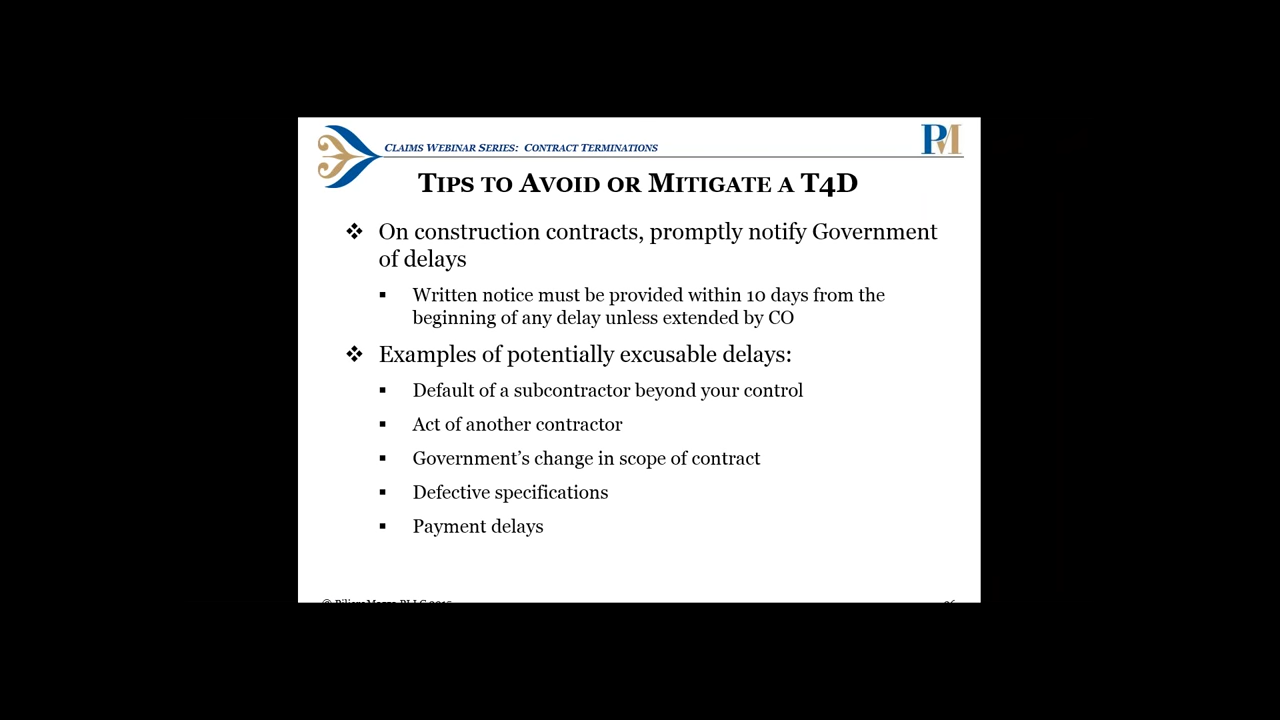 CLAIMS WEBINAR SERIES: CONTRACT TERMINATIONS
PM
TIPS TO AVOID OR MITIGATE A T4D
❖ On construction contracts, promptly notify Government
of delays
▪ Written notice must be provided within 10 days from the
beginning of any delay unless extended by CO
❖ Examples of potentially excusable delays:
▪ Default of a subcontractor beyond your control
▪ Act of another contractor
▪ Government’s change in scope of contract
▪ Defective specifications
▪ Payment delays